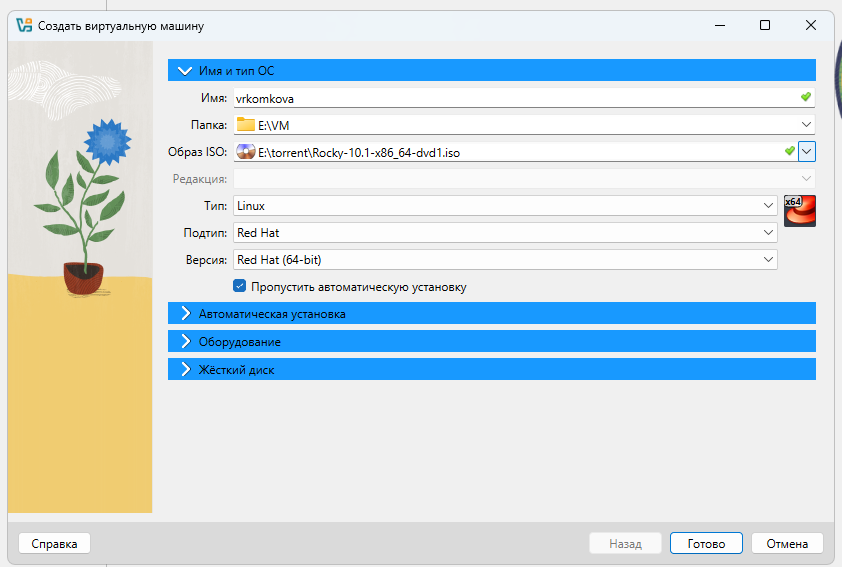 Создать виртуальную машину
Имя и тип ОС
Имя: vrkomkova
Папка: E:\VM
Образ ISO: E:\torrent\Rocky-10.1-x86_64-dvd1.iso
Редакция:
Тип: Linux
x64
Подтип: Red Hat
Версия: Red Hat (64-bit)
Пропустить автоматическую установку
Автоматическая установка
Оборудование
Жёсткий диск
Справка Назад Готово Отмена